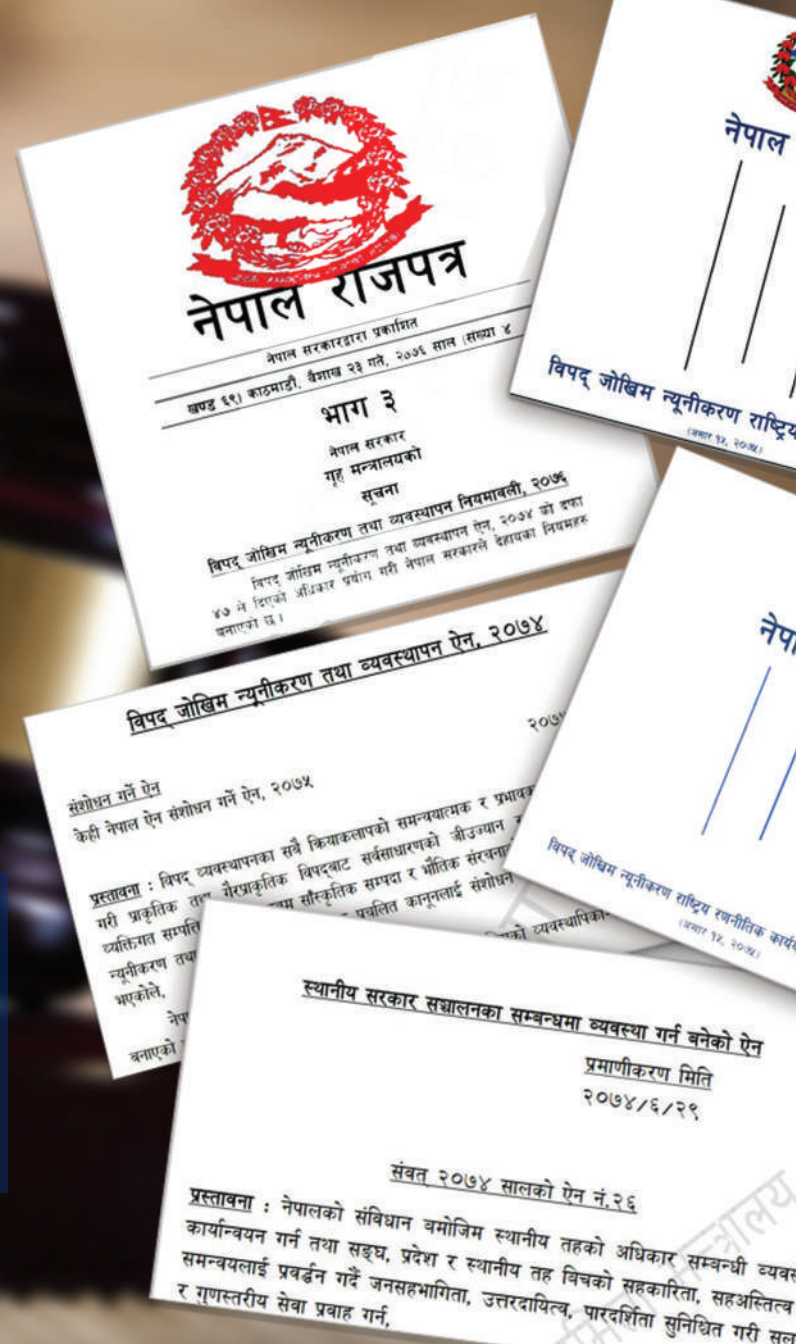 नेपाल राजपत्र
नेपाल सरकारद्वारा प्रकाशित
खण्ड ६९) काठमाडौं, वैशाख २३ गते, २०७६ साल (संख्या ४
भाग ३
नेपाल सरकार
गृह मन्त्रालयको
सूचना
विपद् जोखिम न्यूनीकरण तथा व्यवस्थापन नियमावली, २०७६
विपद् जोखिम न्यूनीकरण तथा व्यवस्थापन ऐन, २०७४ को दफा
४७ ले दिएको अधिकार प्रयोग गरी नेपाल सरकारले देहायका नियमहरु
बनाएको छ ।
नेपाल
विपद् जोखिम न्यूनीकरण राष्ट्रिय
विपद् जोखिम न्यूनीकरण तथा व्यवस्थापन ऐन, २०७४
संशोधन गर्ने ऐन
केही नेपाल ऐन संशोधन गर्ने ऐन, २०७५
प्रस्तावना : विपद् व्यवस्थापनका सबै क्रियाकलापको समन्वयात्मक र
गरी प्राकृतिक तथा गैरप्राकृतिक विपद्बाट सर्वसाधारणको जीउज्यान
व्यक्तिगत सम्पत्ति सांस्कृतिक सम्पदा र भौतिक
न्यूनीकरण तथा प्रचलित कानूनलाई संशोधन
भएकोले,
बनाएको
विपद् जोखिम न्यूनीकरण राष्ट्रिय रणनीतिक
स्थानीय सरकार सञ्चालनका सम्बन्धमा व्यवस्था गर्न बनेको ऐन
प्रमाणीकरण मिति
२०७४/६/२९
संवत् २०७४ सालको ऐन नं.२६
प्रस्तावना : नेपालको संविधान बमोजिम स्थानीय तहको अधिकार सम्बन्धी
कार्यान्वयन गर्न तथा सङ्घ, प्रदेश र स्थानीय तह बिचको सहकारिता, सहअस्तित्व
समन्वयलाई प्रवर्द्धन गर्दै जनसहभागिता, उत्तरदायित्व, पारदर्शिता सुनिश्चित गरी
र गुणस्तरीय सेवा प्रवाह गर्न,